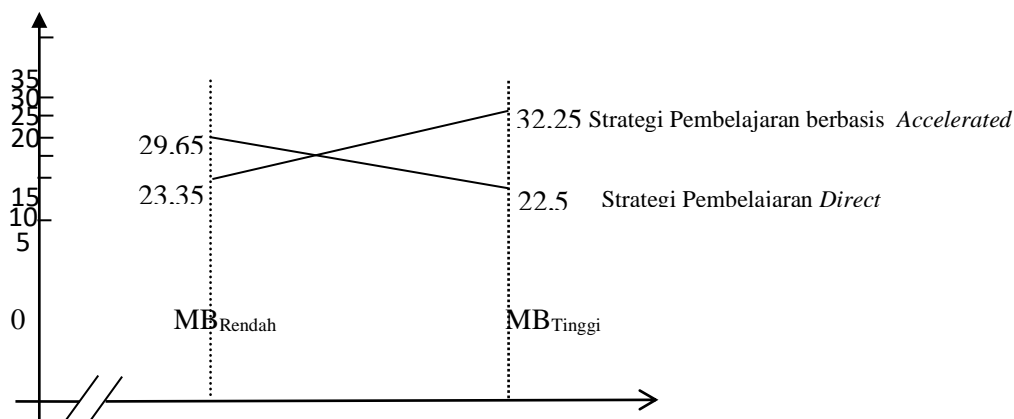 35
30
25
20
15
10
5
0
29.65
23.35
32.25 Strategi Pembelajaran berbasis Accelerated
22.5 Strategi Pembelajaran Direct
MBRendah
MBTinggi